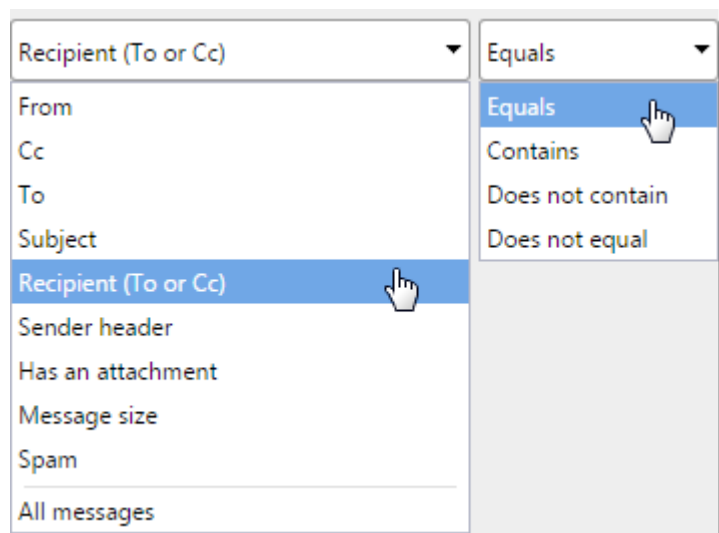 Recipient (To or Cc)
From
Cc
To
Subject
Recipient (To or Cc)
Sender header
Has an attachment
Message size
Spam
All messages
Equals
Equals
Contains
Does not contain
Does not equal